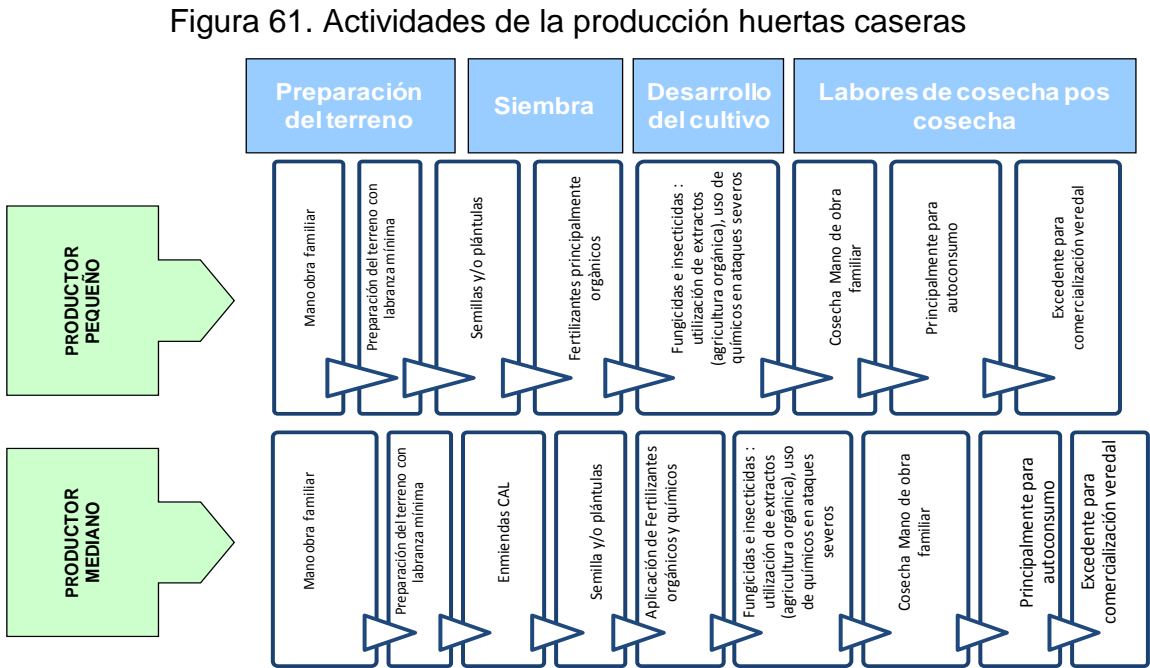 Figura 61. Actividades de la producción huertas caseras
Preparación
del terreno
Siembra
Desarrollo
del cultivo
Labores de cosecha pos
cosecha
PRODUCTOR
PEQUEÑO
Mano obra familiar
Preparación del terreno con
labranza mínima
Semillas y/o plántulas
Fertilizantes principalmente
orgànicos
Fungicidas e insecticidas :
utilización de extractos
(agricultura orgánica), uso de
químicos en ataques severos
Cosecha Mano de obra
familiar
Principalmente para
autoconsumo
Excedente para
comercialización veredal
PRODUCTOR
MEDIANO
Mano obra familiar
Preparación del terreno con
labranza mínima
Enmiendas CAL
Semilla y/o plántulas
Aplicación de Fertilizantes
orgánicos y químicos
Fungicidas e insecticidas :
utilización de extractos
(agricultura orgánica), uso
de químicos en ataques
severos
Cosecha Mano de obra
familiar
Principalmente para
autoconsumo
Excedente para
comercialización veredal